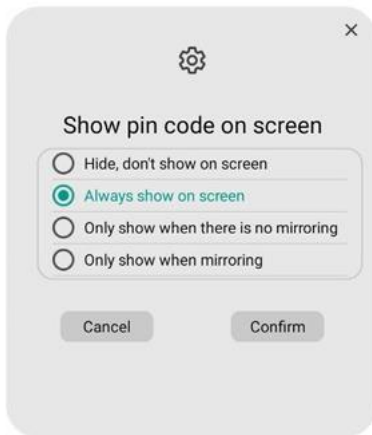 Show pin code on screen
Hide, don't show on screen
Always show on screen
Only show when there is no mirroring
Only show when mirroring
Cancel Confirm